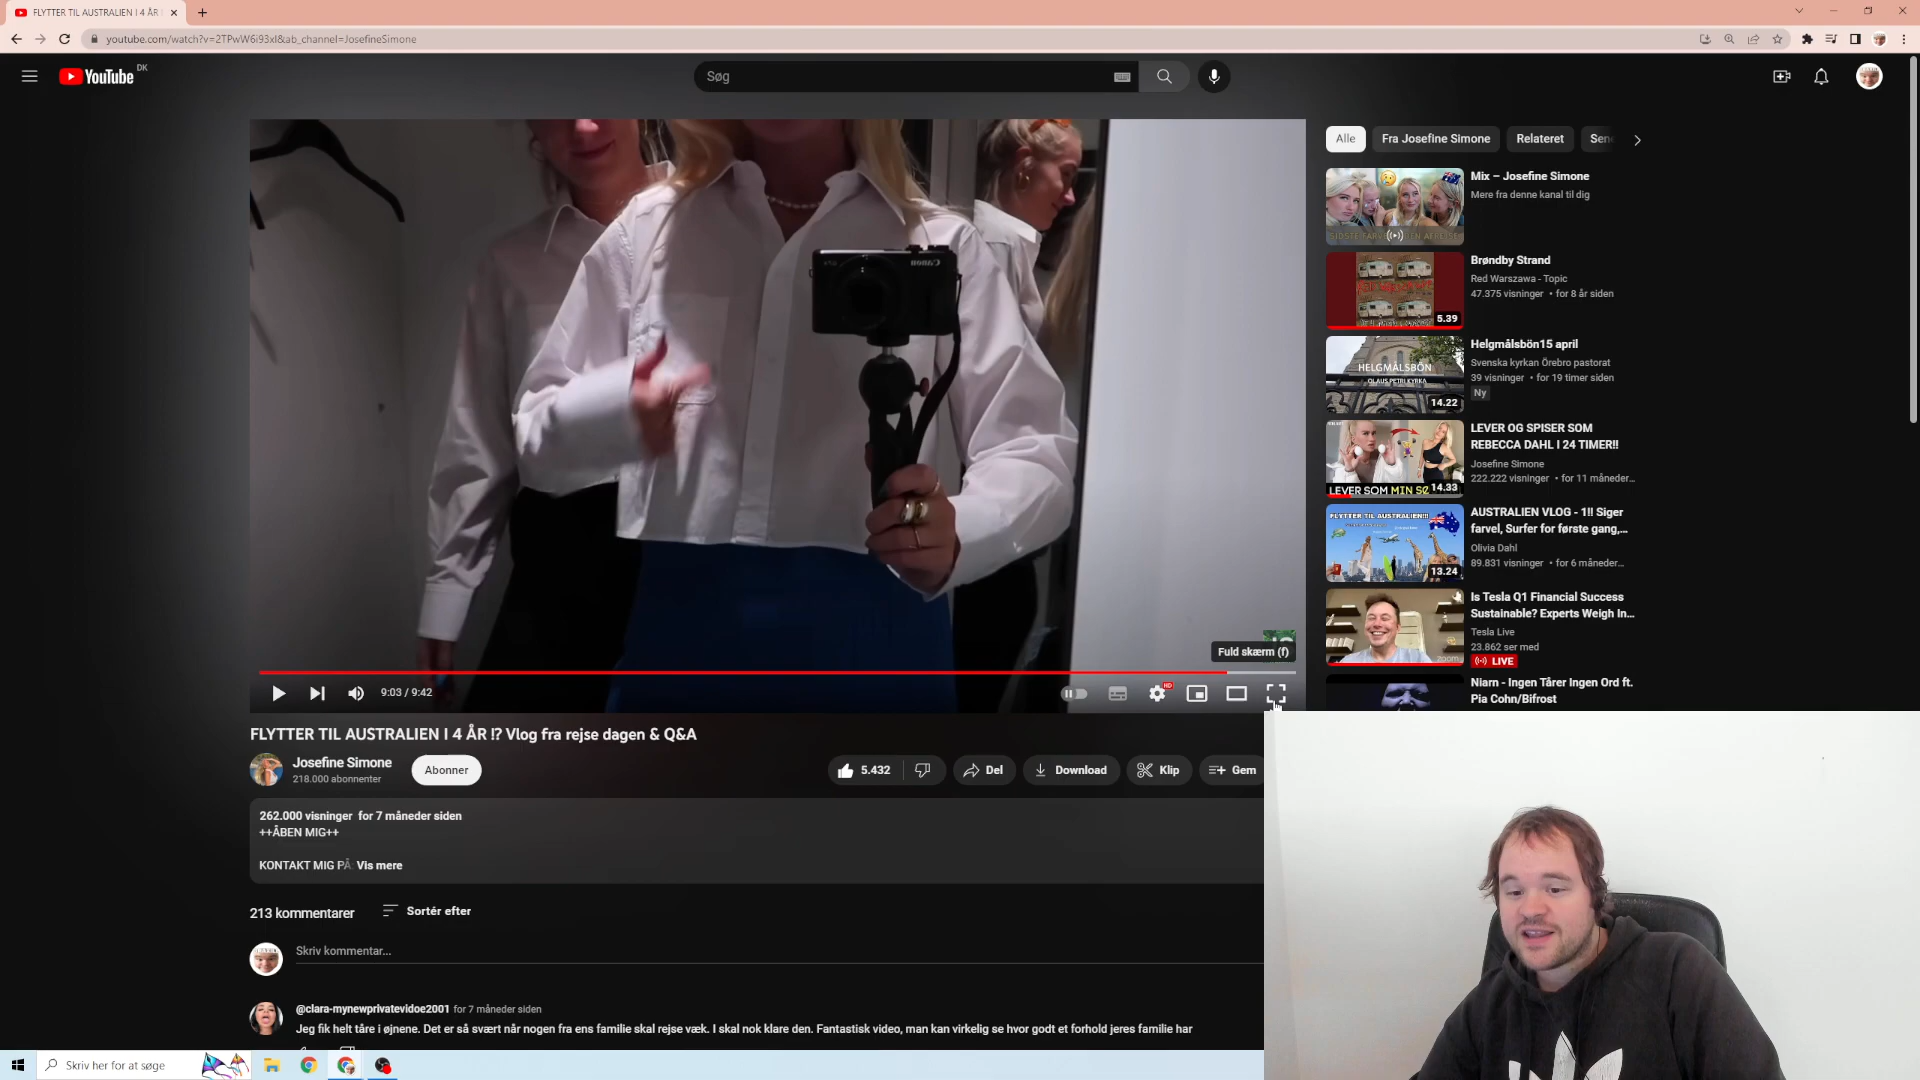 FLYTTER TIL AUSTRALIEN I 4 ÅR
youtube.com/watch?v=2TPwW6i93xI&ab_channel=JosefineSimone
YouTube DK
Søg
Alle
Fra Josefine Simone
Relateret
Sen
Canon
Mix – Josefine Simone
Mere fra denne kanal til dig
Brøndby Strand
Red Warszawa - Topic
47.375 visninger • for 8 år siden
5.39
HELGMÅLSBÖN
OLAUS PETRI KYRKA
14.22
Helgmålsbön15 april
Svenska kyrkan Örebro pastorat
39 visninger • for 19 timer siden
Ny
LEVER SOM MIN SØ
14.33
LEVER OG SPISER SOM
REBECCA DAHL I 24 TIMER!!
Josefine Simone
222.222 visninger • for 11 måneder...
FLYTTER TIL AUSTRALIEN!!!
13.24
AUSTRALIEN VLOG - 1!! Siger
farvel, Surfer for første gang,...
Olivia Dahl
89.831 visninger • for 6 måneder...
zoom
Is Tesla Q1 Financial Success
Sustainable? Experts Weigh In...
Tesla Live
23.862 ser med
LIVE
Niarn - Ingen Tårer Ingen Ord ft.
Pia Cohn/Bifrost
Fuld skærm (f)
9:03 / 9:42
HD
FLYTTER TIL AUSTRALIEN I 4 ÅR !? Vlog fra rejse dagen & Q&A
Josefine Simone
218.000 abonnenter
Abonner
5.432
Del
Download
Klip
Gem
262.000 visninger for 7 måneder siden
++ÅBEN MIG++
KONTAKT MIG PÅ Vis mere
213 kommentarer
Sortér efter
Skriv kommentar...
@clara-mynewprivatevidoe2001 for 7 måneder siden
Jeg fik helt tåre i øjnene. Det er så svært når nogen fra ens familie skal rejse væk. I skal nok klare den. Fantastisk video, man kan virkelig se hvor godt et forhold jeres familie har
Skriv her for at søge